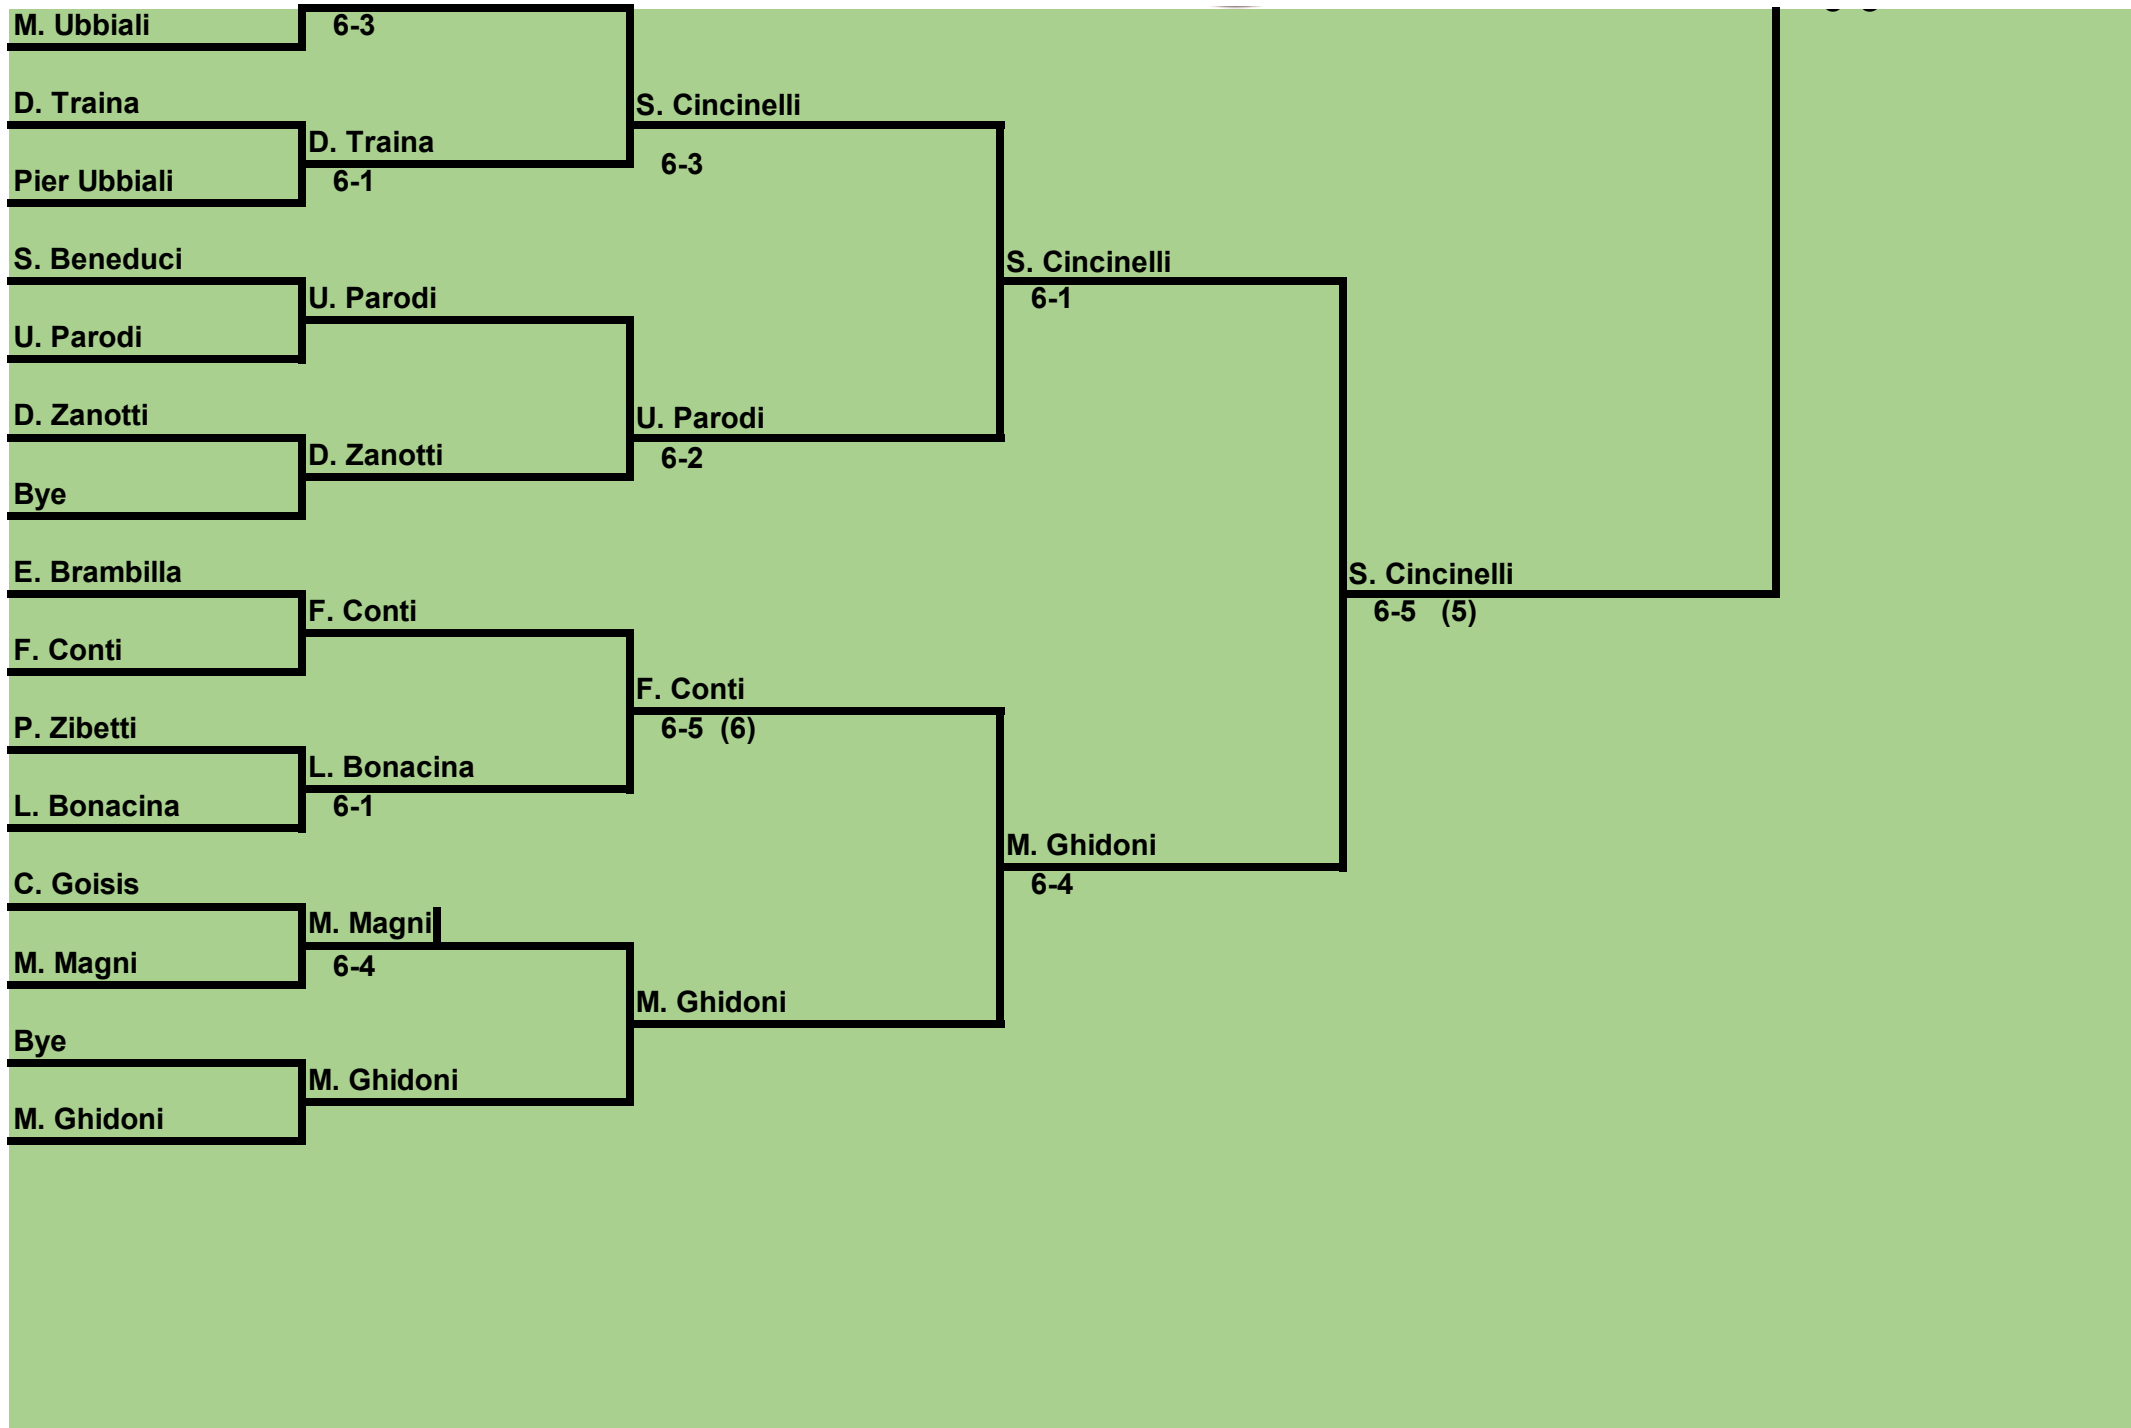 M. Ubbiali
6-3
D. Traina
D. Traina
6-1
Pier Ubbiali
S. Cincinelli
6-3
S. Beneduci
U. Parodi
U. Parodi
S. Cincinelli
6-1
D. Zanotti
D. Zanotti
Bye
U. Parodi
6-2
E. Brambilla
F. Conti
F. Conti
S. Cincinelli
6-5 (5)
P. Zibetti
L. Bonacina
6-1
L. Bonacina
F. Conti
6-5 (6)
M. Ghidoni
6-4
C. Goisis
M. Magni
6-4
M. Magni
M. Ghidoni
Bye
M. Ghidoni
M. Ghidoni